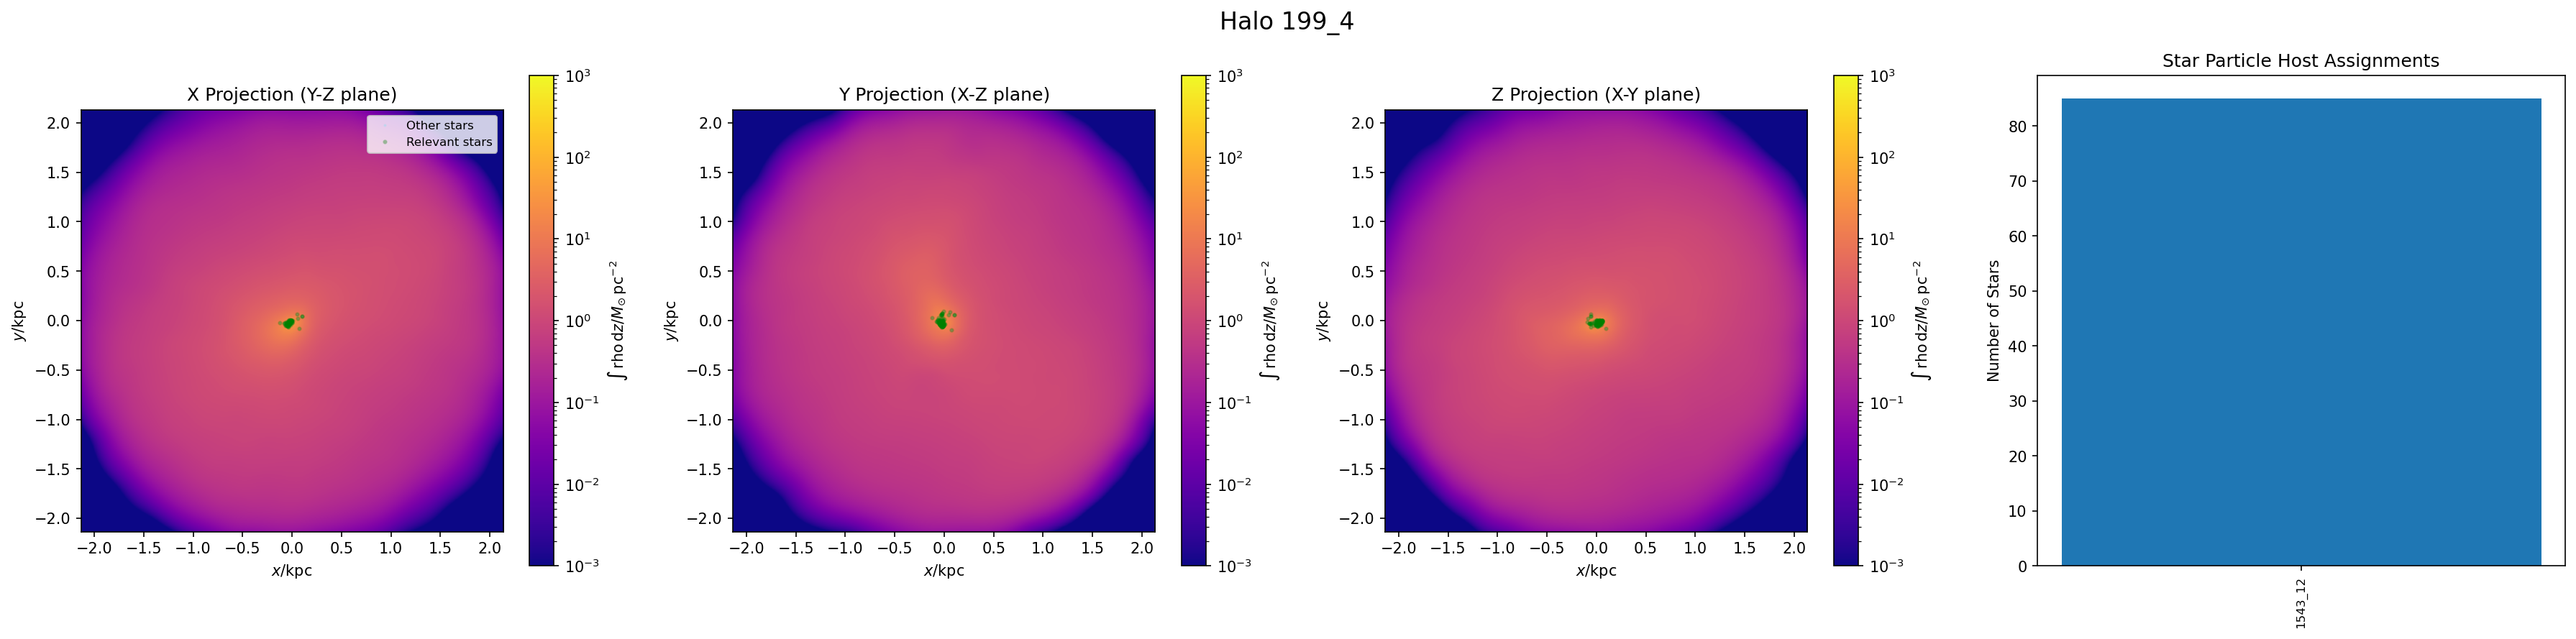 Halo 199_4
X Projection (Y-Z plane)
Other stars
Relevant stars
2.0
1.5
1.0
0.5
0.0
−0.5
−1.0
−1.5
−2.0
y/kpc
−2.0 −1.5 −1.0 −0.5 0.0 0.5 1.0 1.5 2.0
x/kpc
10³
10²
10¹
10⁰
10⁻¹
10⁻²
10⁻³
∫ rho dz/M⊙ pc⁻²
Y Projection (X-Z plane)
2.0
1.5
1.0
0.5
0.0
−0.5
−1.0
−1.5
−2.0
y/kpc
−2.0 −1.5 −1.0 −0.5 0.0 0.5 1.0 1.5 2.0
x/kpc
10³
10²
10¹
10⁰
10⁻¹
10⁻²
10⁻³
∫ rho dz/M⊙ pc⁻²
Z Projection (X-Y plane)
2.0
1.5
1.0
0.5
0.0
−0.5
−1.0
−1.5
−2.0
y/kpc
−2.0 −1.5 −1.0 −0.5 0.0 0.5 1.0 1.5 2.0
x/kpc
10³
10²
10¹
10⁰
10⁻¹
10⁻²
10⁻³
∫ rho dz/M⊙ pc⁻²
Star Particle Host Assignments
80
70
60
50
40
30
20
10
0
Number of Stars
1543_12